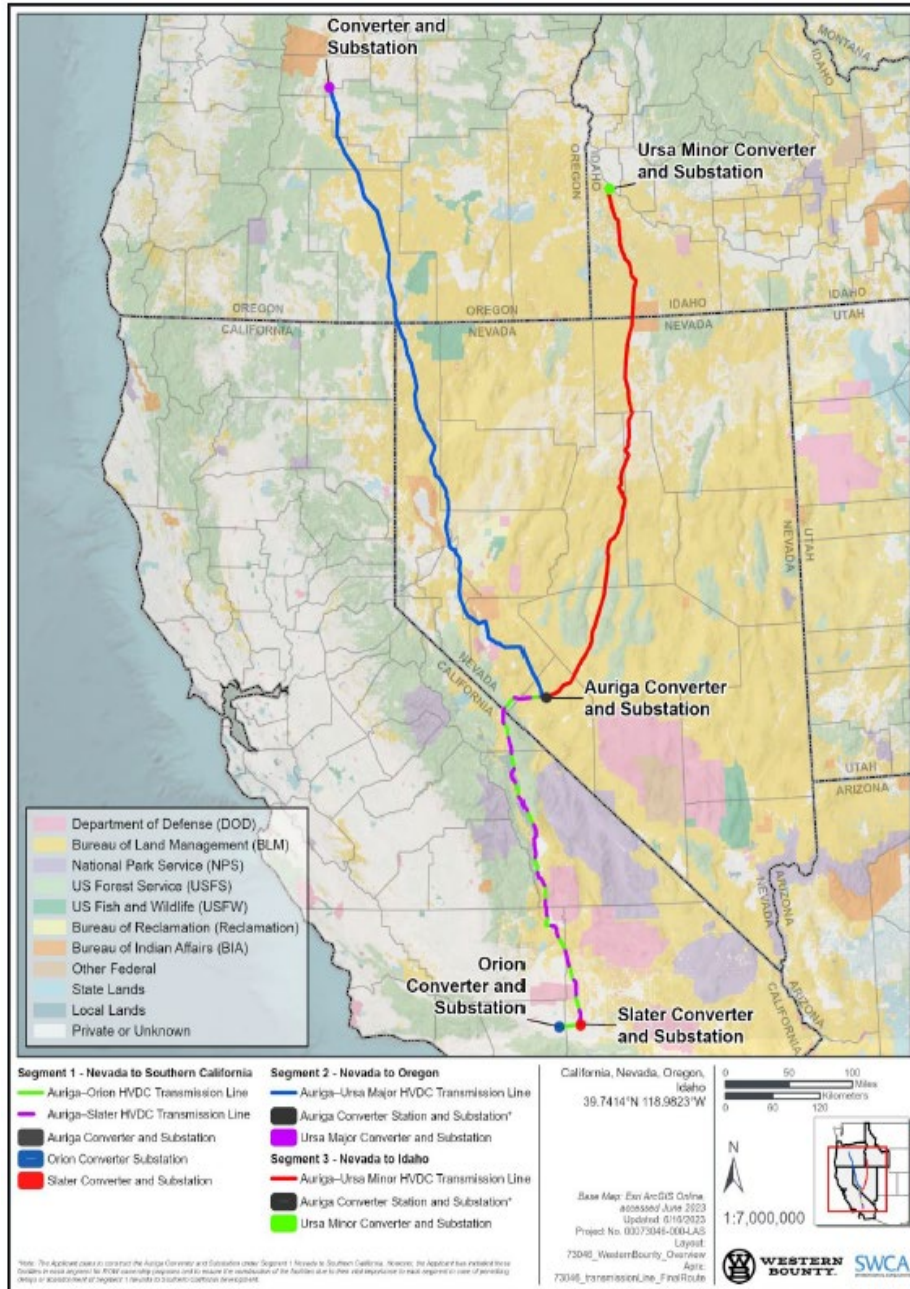 Converter and
Substation
MONTANA
IDAHO
OREGON
IDAHO
Ursa Minor Converter
and Substation
OREGON
CALIFORNIA
OREGON
NEVADA
IDAHO
NEVADA
IDAHO
UTAH
NEVADA
UTAH
NEVADA
CALIFORNIA
Auriga Converter
and Substation
UTAH
ARIZONA
ARIZONA
NEVADA
ARIZONA
CALIFORNIA
Orion
Converter and
Substation
Slater Converter
and Substation
Department of Defense (DOD)
Bureau of Land Management (BLM)
National Park Service (NPS)
US Forest Service (USFS)
US Fish and Wildlife (USFW)
Bureau of Reclamation (Reclamation)
Bureau of Indian Affairs (BIA)
Other Federal
State Lands
Local Lands
Private or Unknown
Segment 1 - Nevada to Southern California
Auriga–Orion HVDC Transmission Line
Auriga–Slater HVDC Transmission Line
Auriga Converter and Substation
Orion Converter Substation
Slater Converter and Substation
Segment 2 - Nevada to Oregon
Auriga–Ursa Major HVDC Transmission Line
Auriga Converter Station and Substation*
Ursa Major Converter and Substation
Segment 3 - Nevada to Idaho
Auriga–Ursa Minor HVDC Transmission Line
Auriga Converter Station and Substation*
Ursa Minor Converter and Substation
California, Nevada, Oregon,
Idaho
39.7414°N 118.9823°W
0 50 100
Miles
Kilometers
0 60 120
N
1:7,000,000
Base Map: Esri ArcGIS Online,
accessed June 2023
Updated: 6/16/2023
Project No. 00073046-000-LAS
Layout:
73046_WesternBounty_Overview
Aprx:
73046_transmissionLine_FinalRoute
WESTERN
BOUNTY.
SWCA